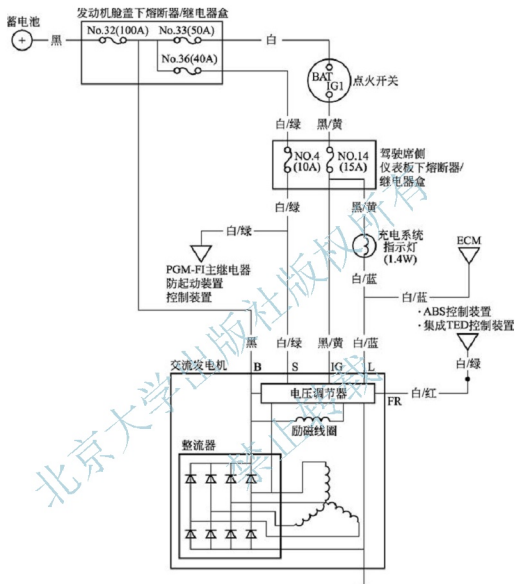 发动机舱盖下熔断器/继电器盒
蓄电池
黑
No.32(100A)
No.33(50A)
No.36(40A)
白
BAT
IG1
点火开关
白/绿
黑/黄
NO.4
(10A)
NO.14
(15A)
驾驶席侧
仪表板下熔断器/
继电器盒
白/绿
黑/黄
白/绿
充电系统
指示灯
(1.4W)
ECM
PGM-FI主继电器
防起动装置
控制装置
白/蓝
白/蓝
·ABS控制装置
·集成TED控制装置
黑
白/绿
黑/黄
白/蓝
白/绿
交流发电机
B
S
IG
L
电压调节器
FR
白/红
励磁线圈
整流器
北京大学出版社版权所有
禁止转载